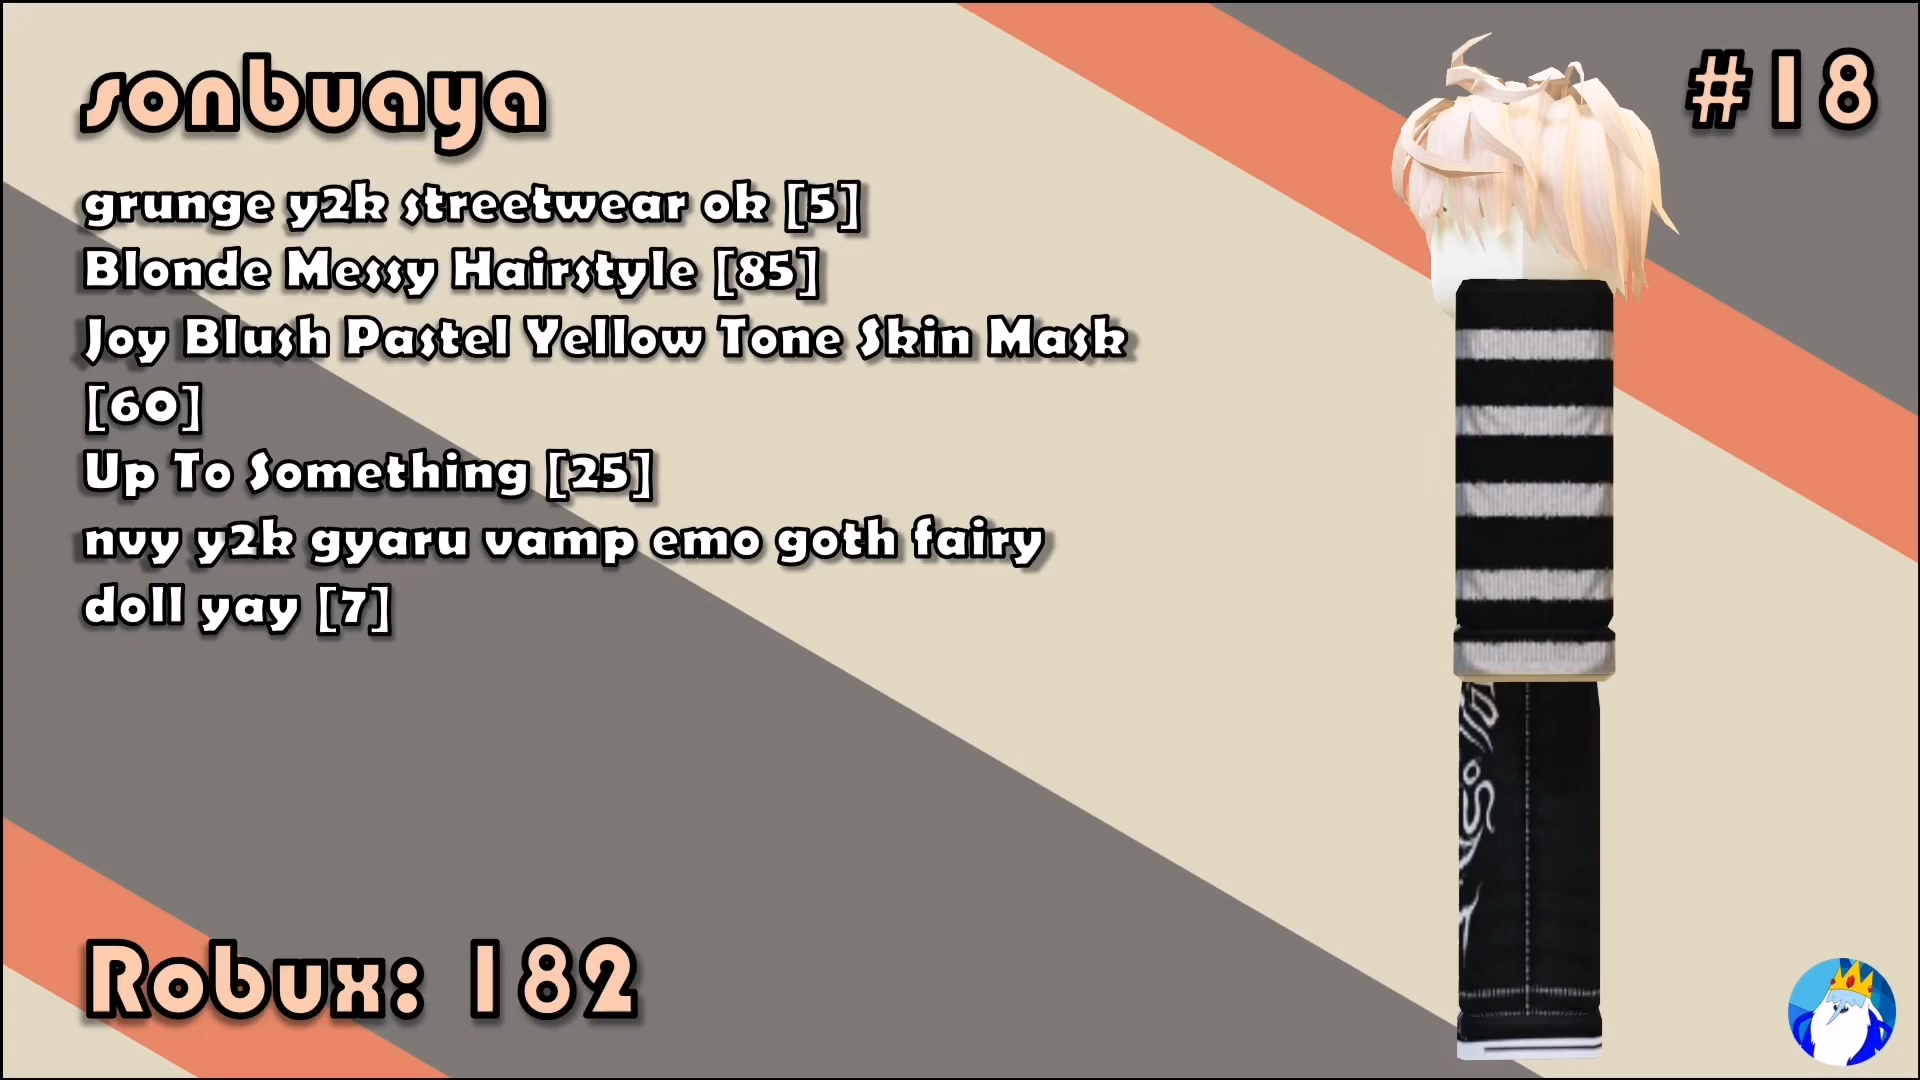 sonbuaya
#18
grunge y2k streetwear ok [5]
Blonde Messy Hairstyle [85]
Joy Blush Pastel Yellow Tone Skin Mask
[60]
Up To Something [25]
nvy y2k gyaru vamp emo goth fairy
doll yay [7]
Robux: 182